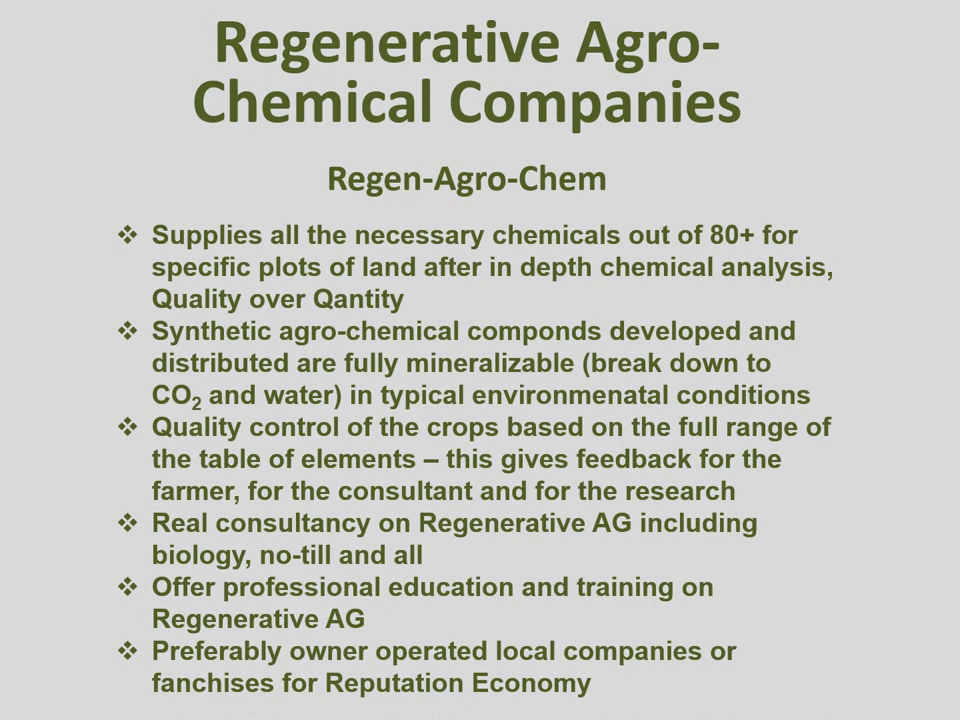 Regenerative Agro-
Chemical Companies
Regen-Agro-Chem
❖ Supplies all the necessary chemicals out of 80+ for
specific plots of land after in depth chemical analysis,
Quality over Qantity
❖ Synthetic agro-chemical componds developed and
distributed are fully mineralizable (break down to
CO₂ and water) in typical environmenatal conditions
❖ Quality control of the crops based on the full range of
the table of elements – this gives feedback for the
farmer, for the consultant and for the research
❖ Real consultancy on Regenerative AG including
biology, no-till and all
❖ Offer professional education and training on
Regenerative AG
❖ Preferably owner operated local companies or
fanchises for Reputation Economy